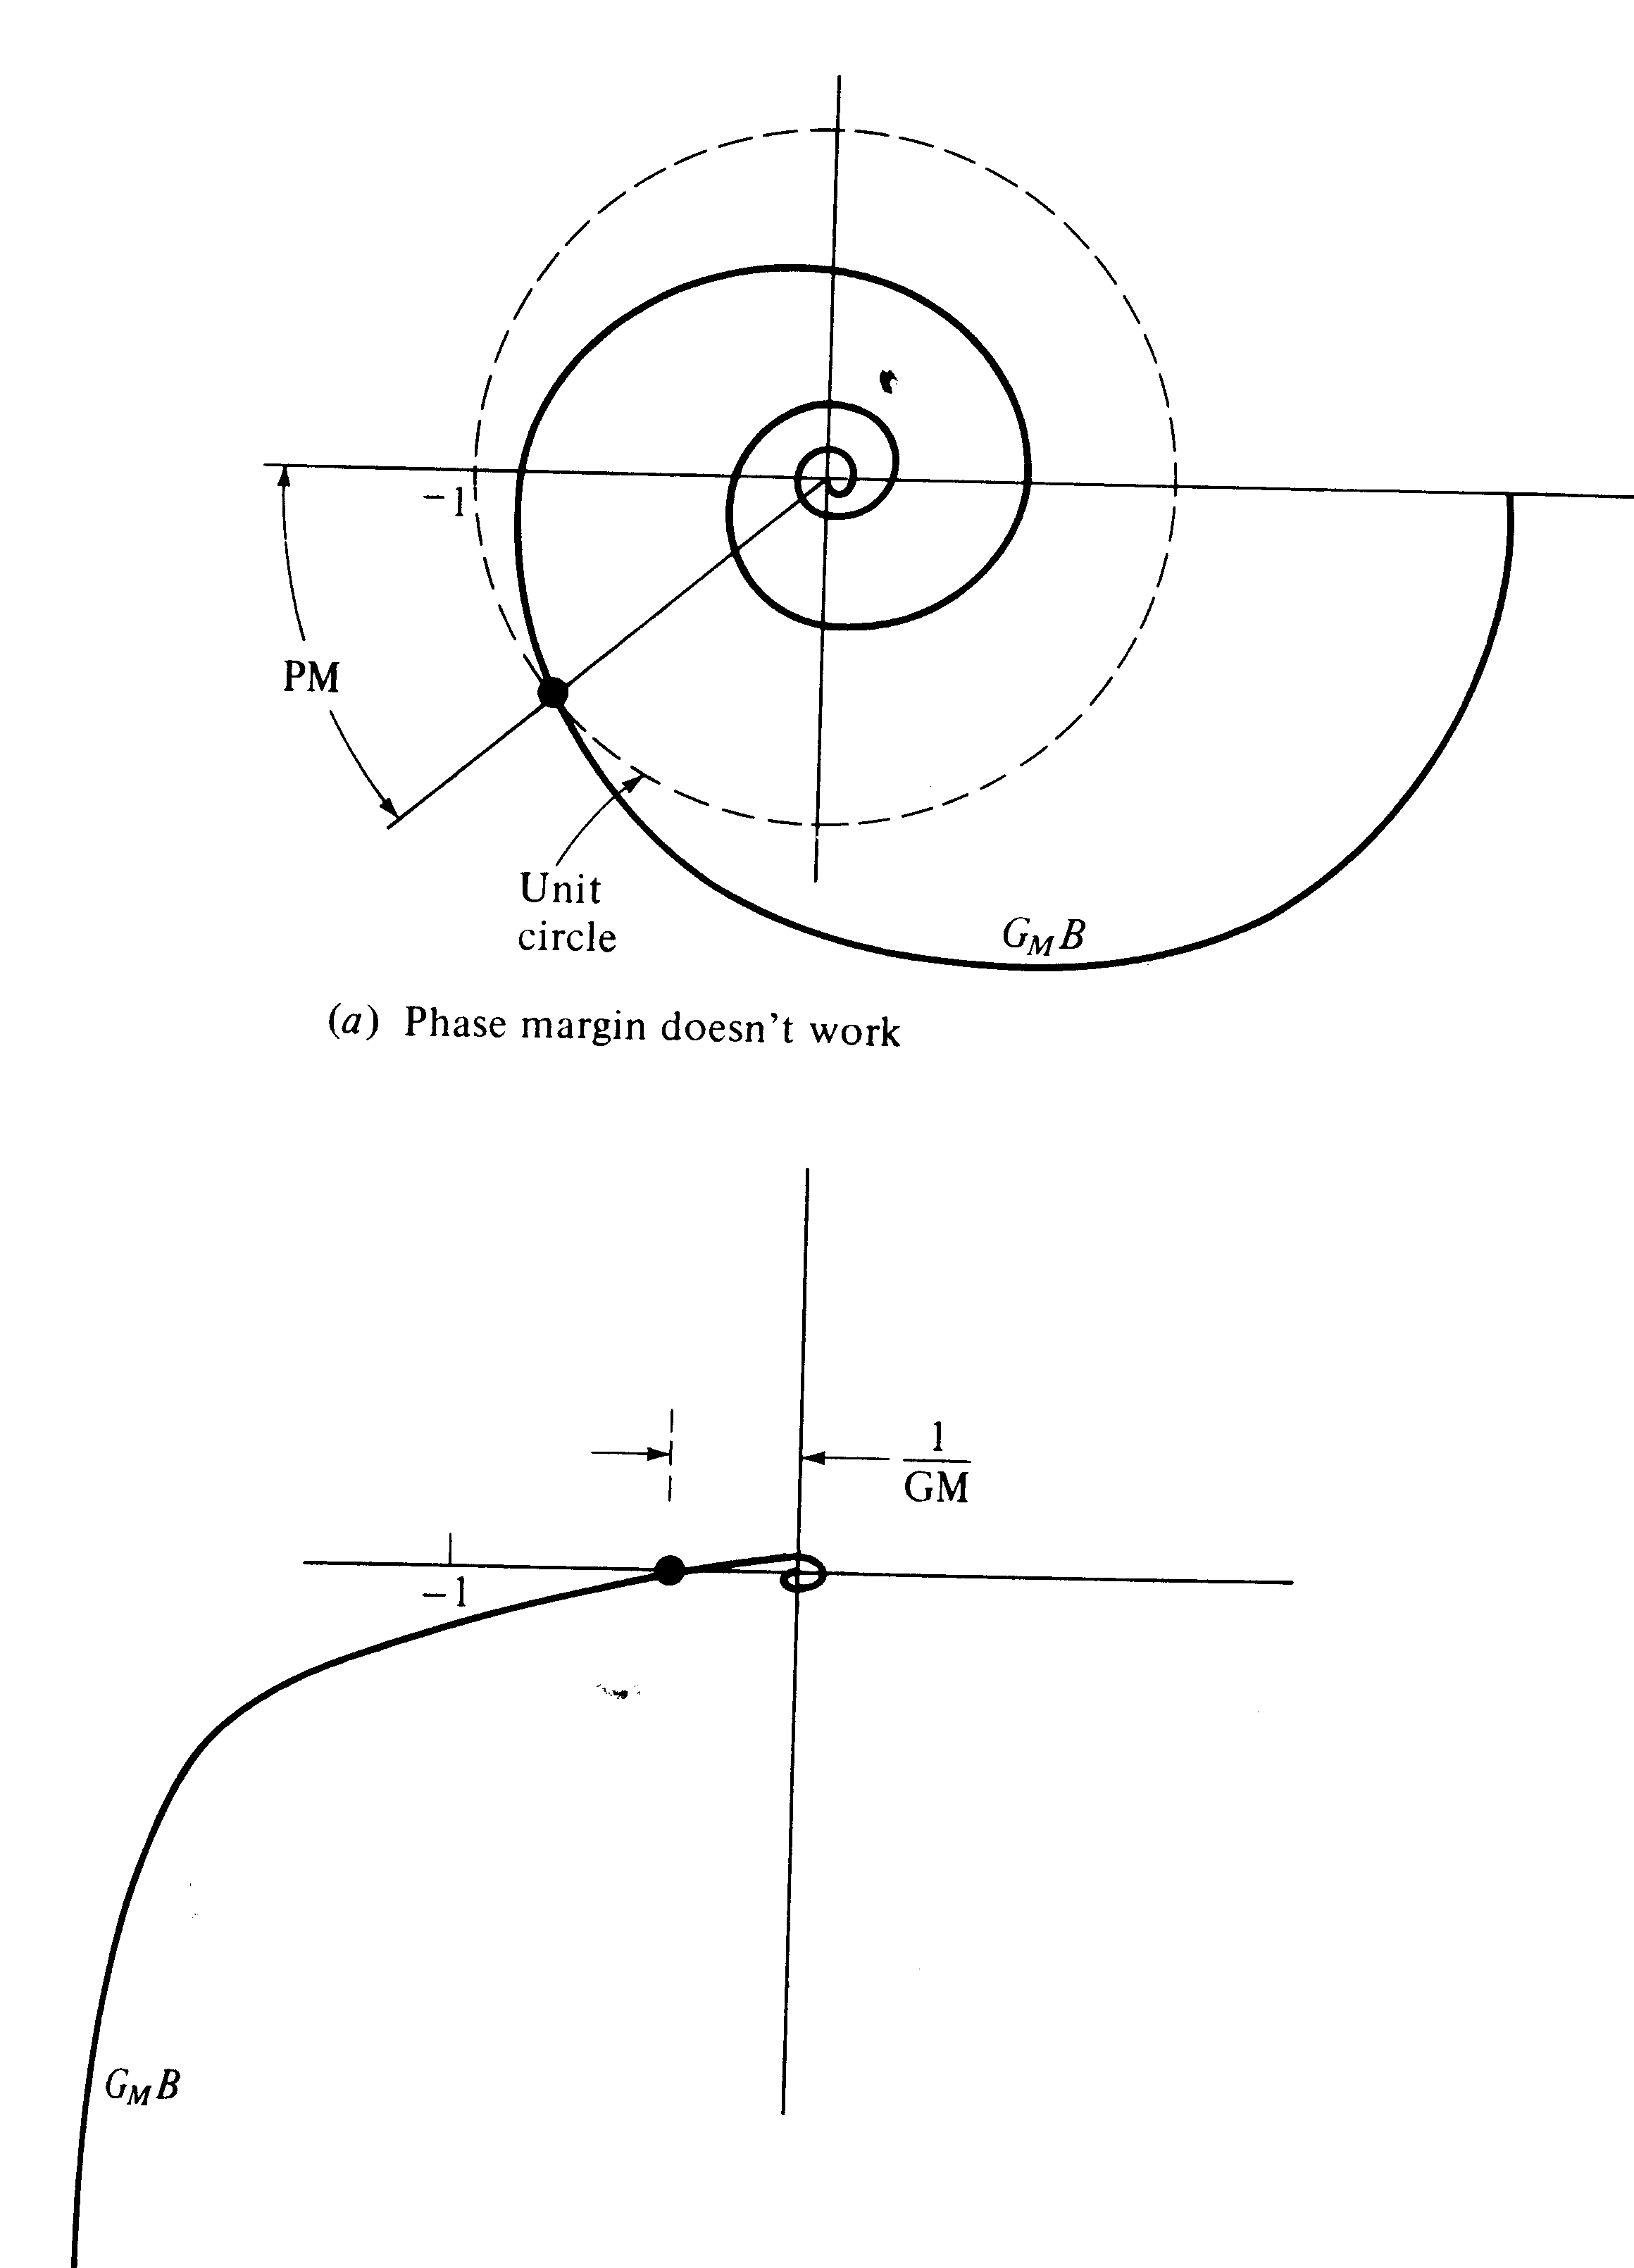 −1
PM
Unit
circle
G_M B
(a) Phase margin doesn't work
1
GM
−1
G_M B